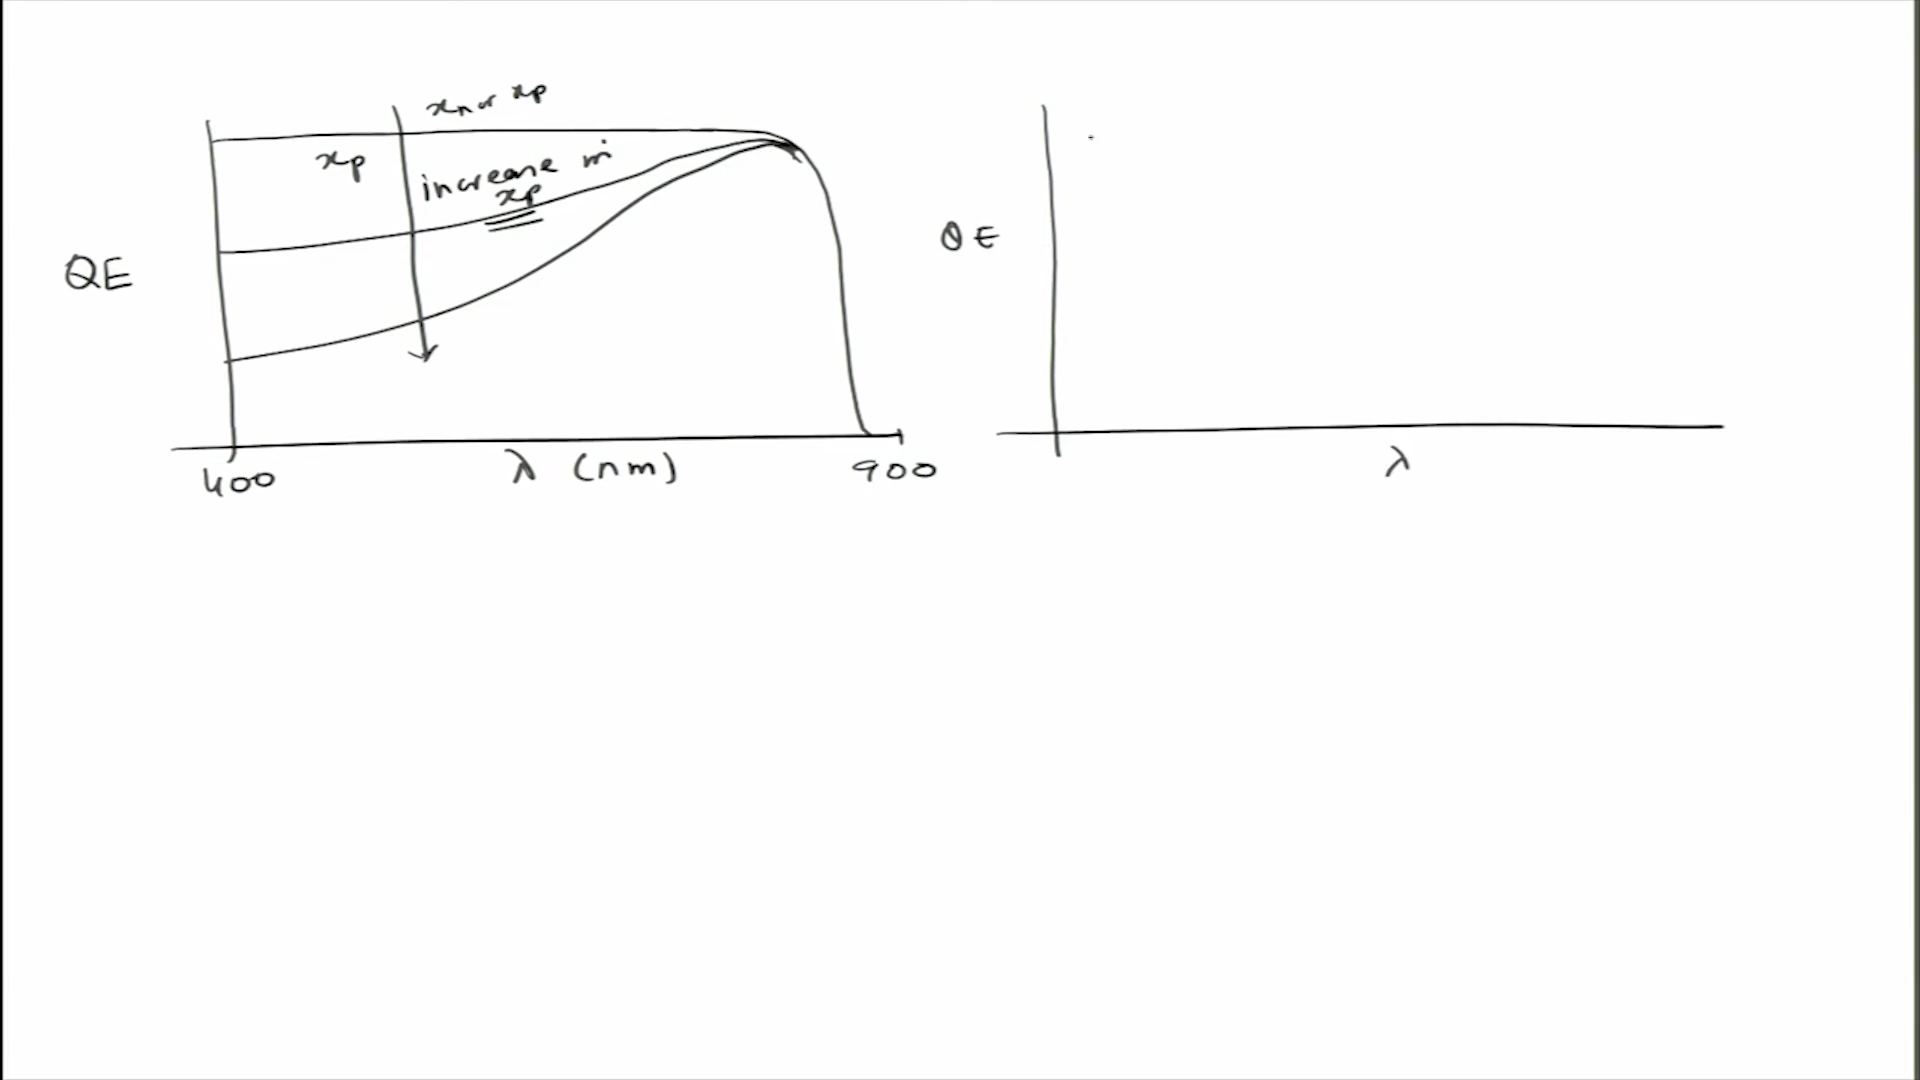 xn or xp
xp
increase in
xp
QE
QE
400
λ (nm)
900
λ